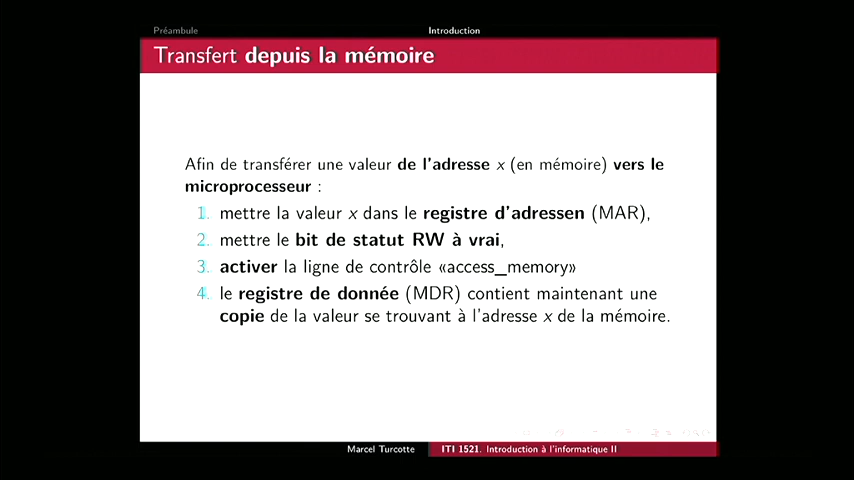 Préambule Introduction
Transfert depuis la mémoire
Afin de transférer une valeur de l'adresse x (en mémoire) vers le
microprocesseur :
1. mettre la valeur x dans le registre d'adressen (MAR),
2. mettre le bit de statut RW à vrai,
3. activer la ligne de contrôle «access_memory»
4. le registre de donnée (MDR) contient maintenant une
copie de la valeur se trouvant à l'adresse x de la mémoire.
Marcel Turcotte ITI 1521. Introduction à l'informatique II